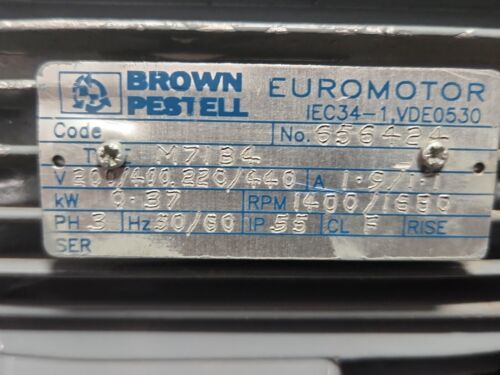 BROWN PESTELL
EUROMOTOR
IEC34-1,VDE0530
Code No. 656424
TYPE M71B4
V 200/400.220/440 A 1.9/1.1
kW 0.37 RPM 1400/1680
PH 3 Hz 50/60 IP 55 CL F RISE
SER